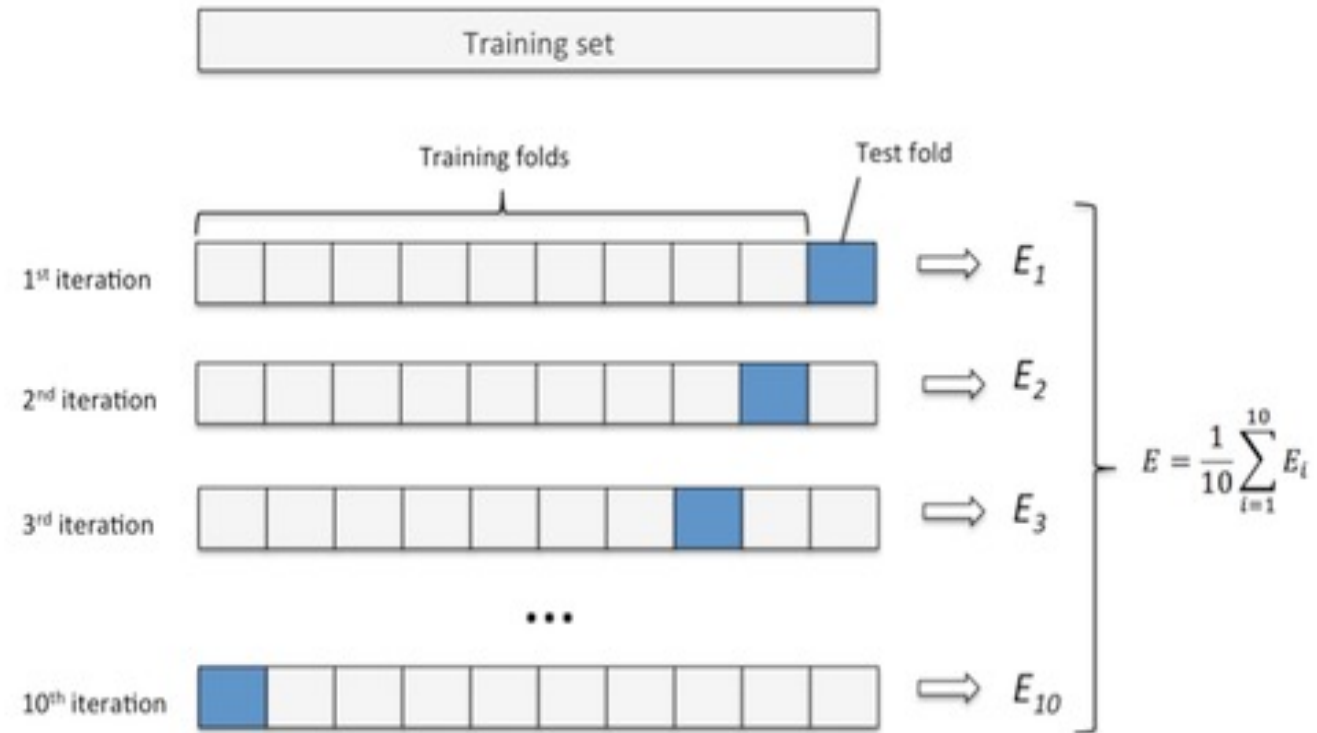 Training set
Training folds
Test fold
1st iteration
E1
2nd iteration
E2
E = 1/10 ∑ i=1 10 Ei
3rd iteration
E3
...
10th iteration
E10